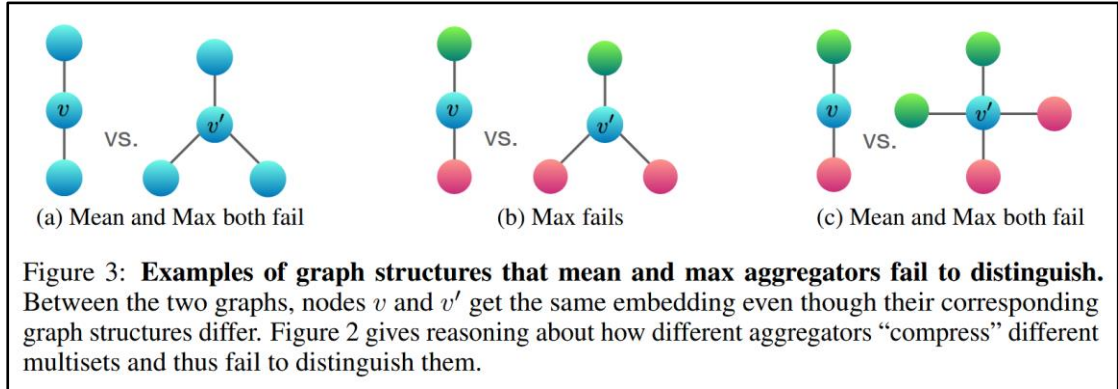 v
vs.
v′
v
vs.
v′
v
vs.
v′
(a) Mean and Max both fail
(b) Max fails
(c) Mean and Max both fail
Figure 3: Examples of graph structures that mean and max aggregators fail to distinguish.
Between the two graphs, nodes v and v′ get the same embedding even though their corresponding
graph structures differ. Figure 2 gives reasoning about how different aggregators “compress” different
multisets and thus fail to distinguish them.